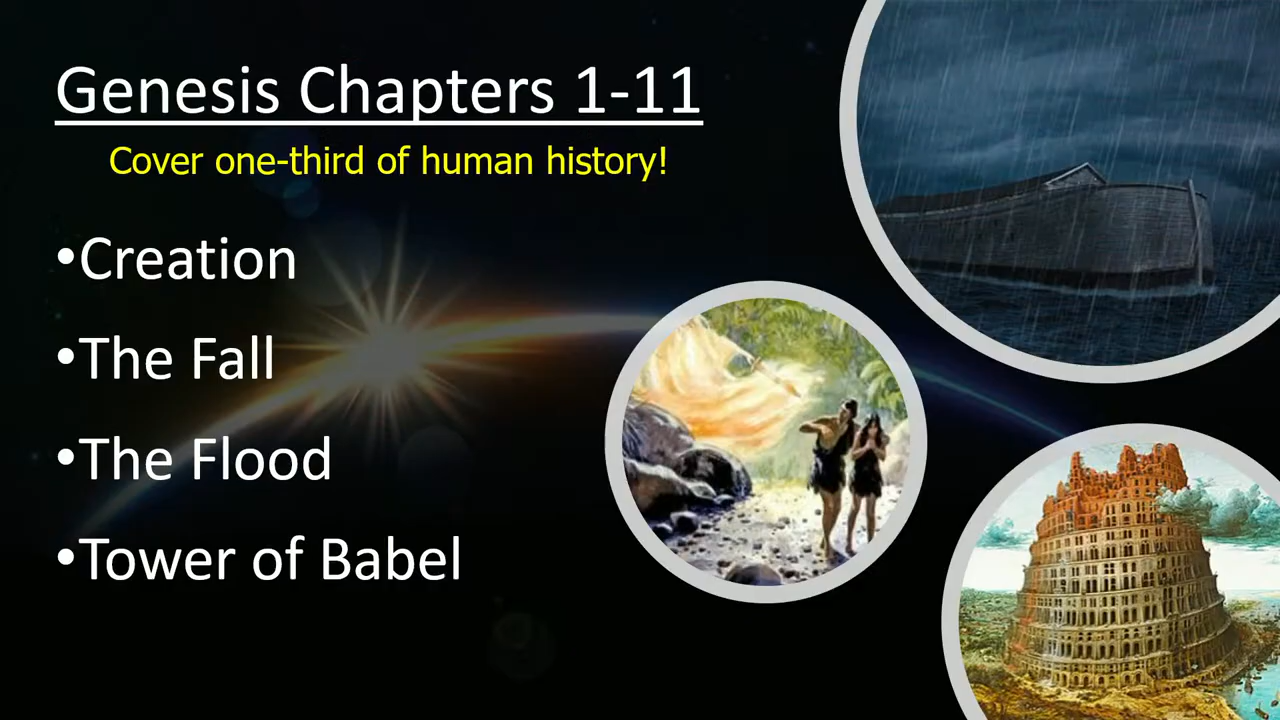 Genesis Chapters 1-11
Cover one-third of human history!
•Creation
•The Fall
•The Flood
•Tower of Babel